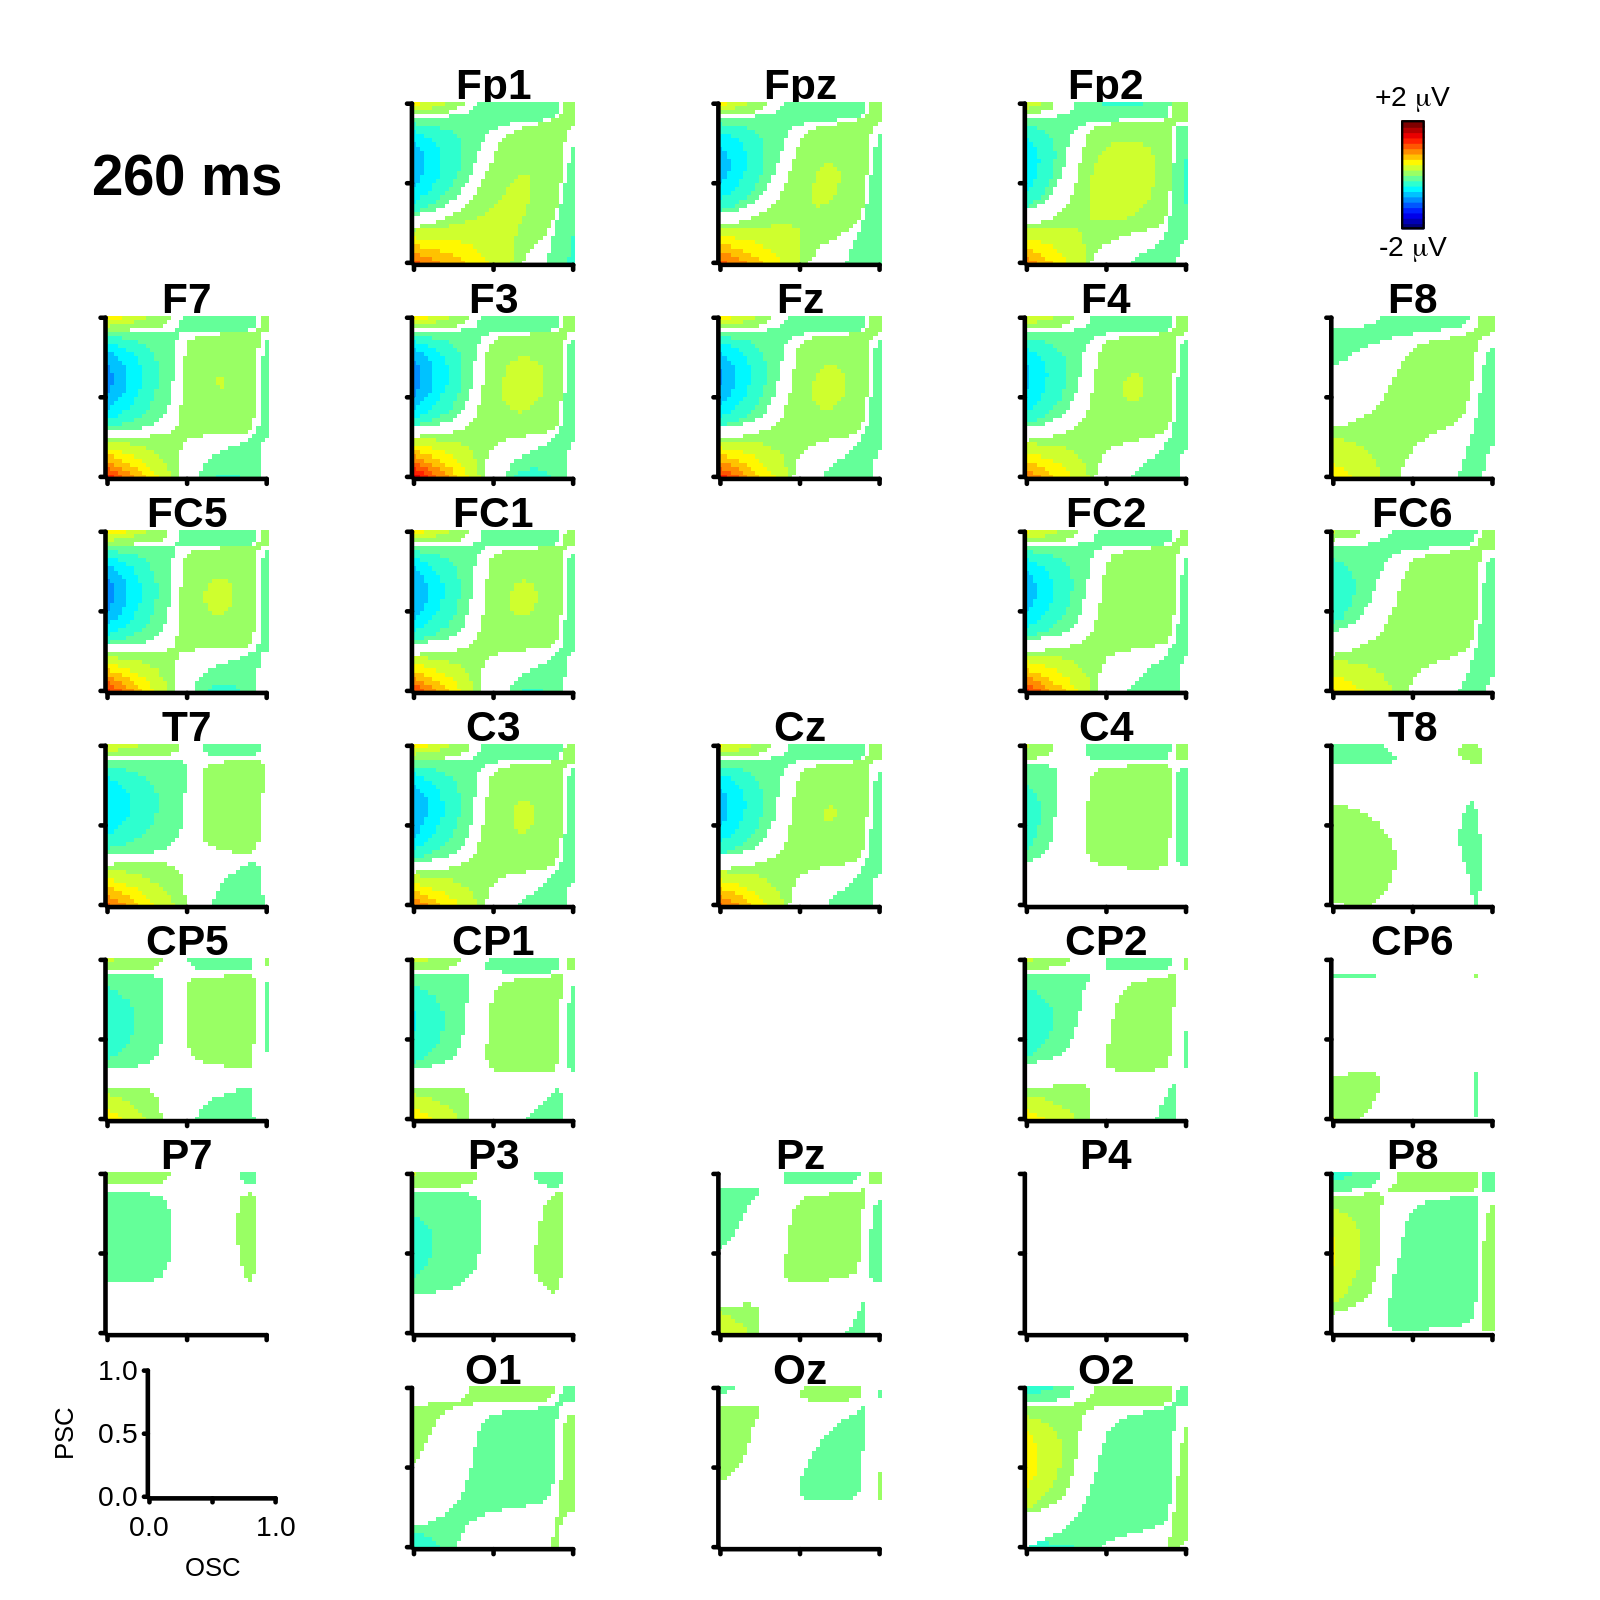 Fp1 Fpz Fp2
+2 μV
260 ms
-2 μV
F7 F3 Fz F4 F8
FC5 FC1 FC2 FC6
T7 C3 Cz C4 T8
CP5 CP1 CP2 CP6
P7 P3 Pz P4 P8
O1 Oz O2
1.0
PSC
0.5
0.0
0.0 1.0
OSC